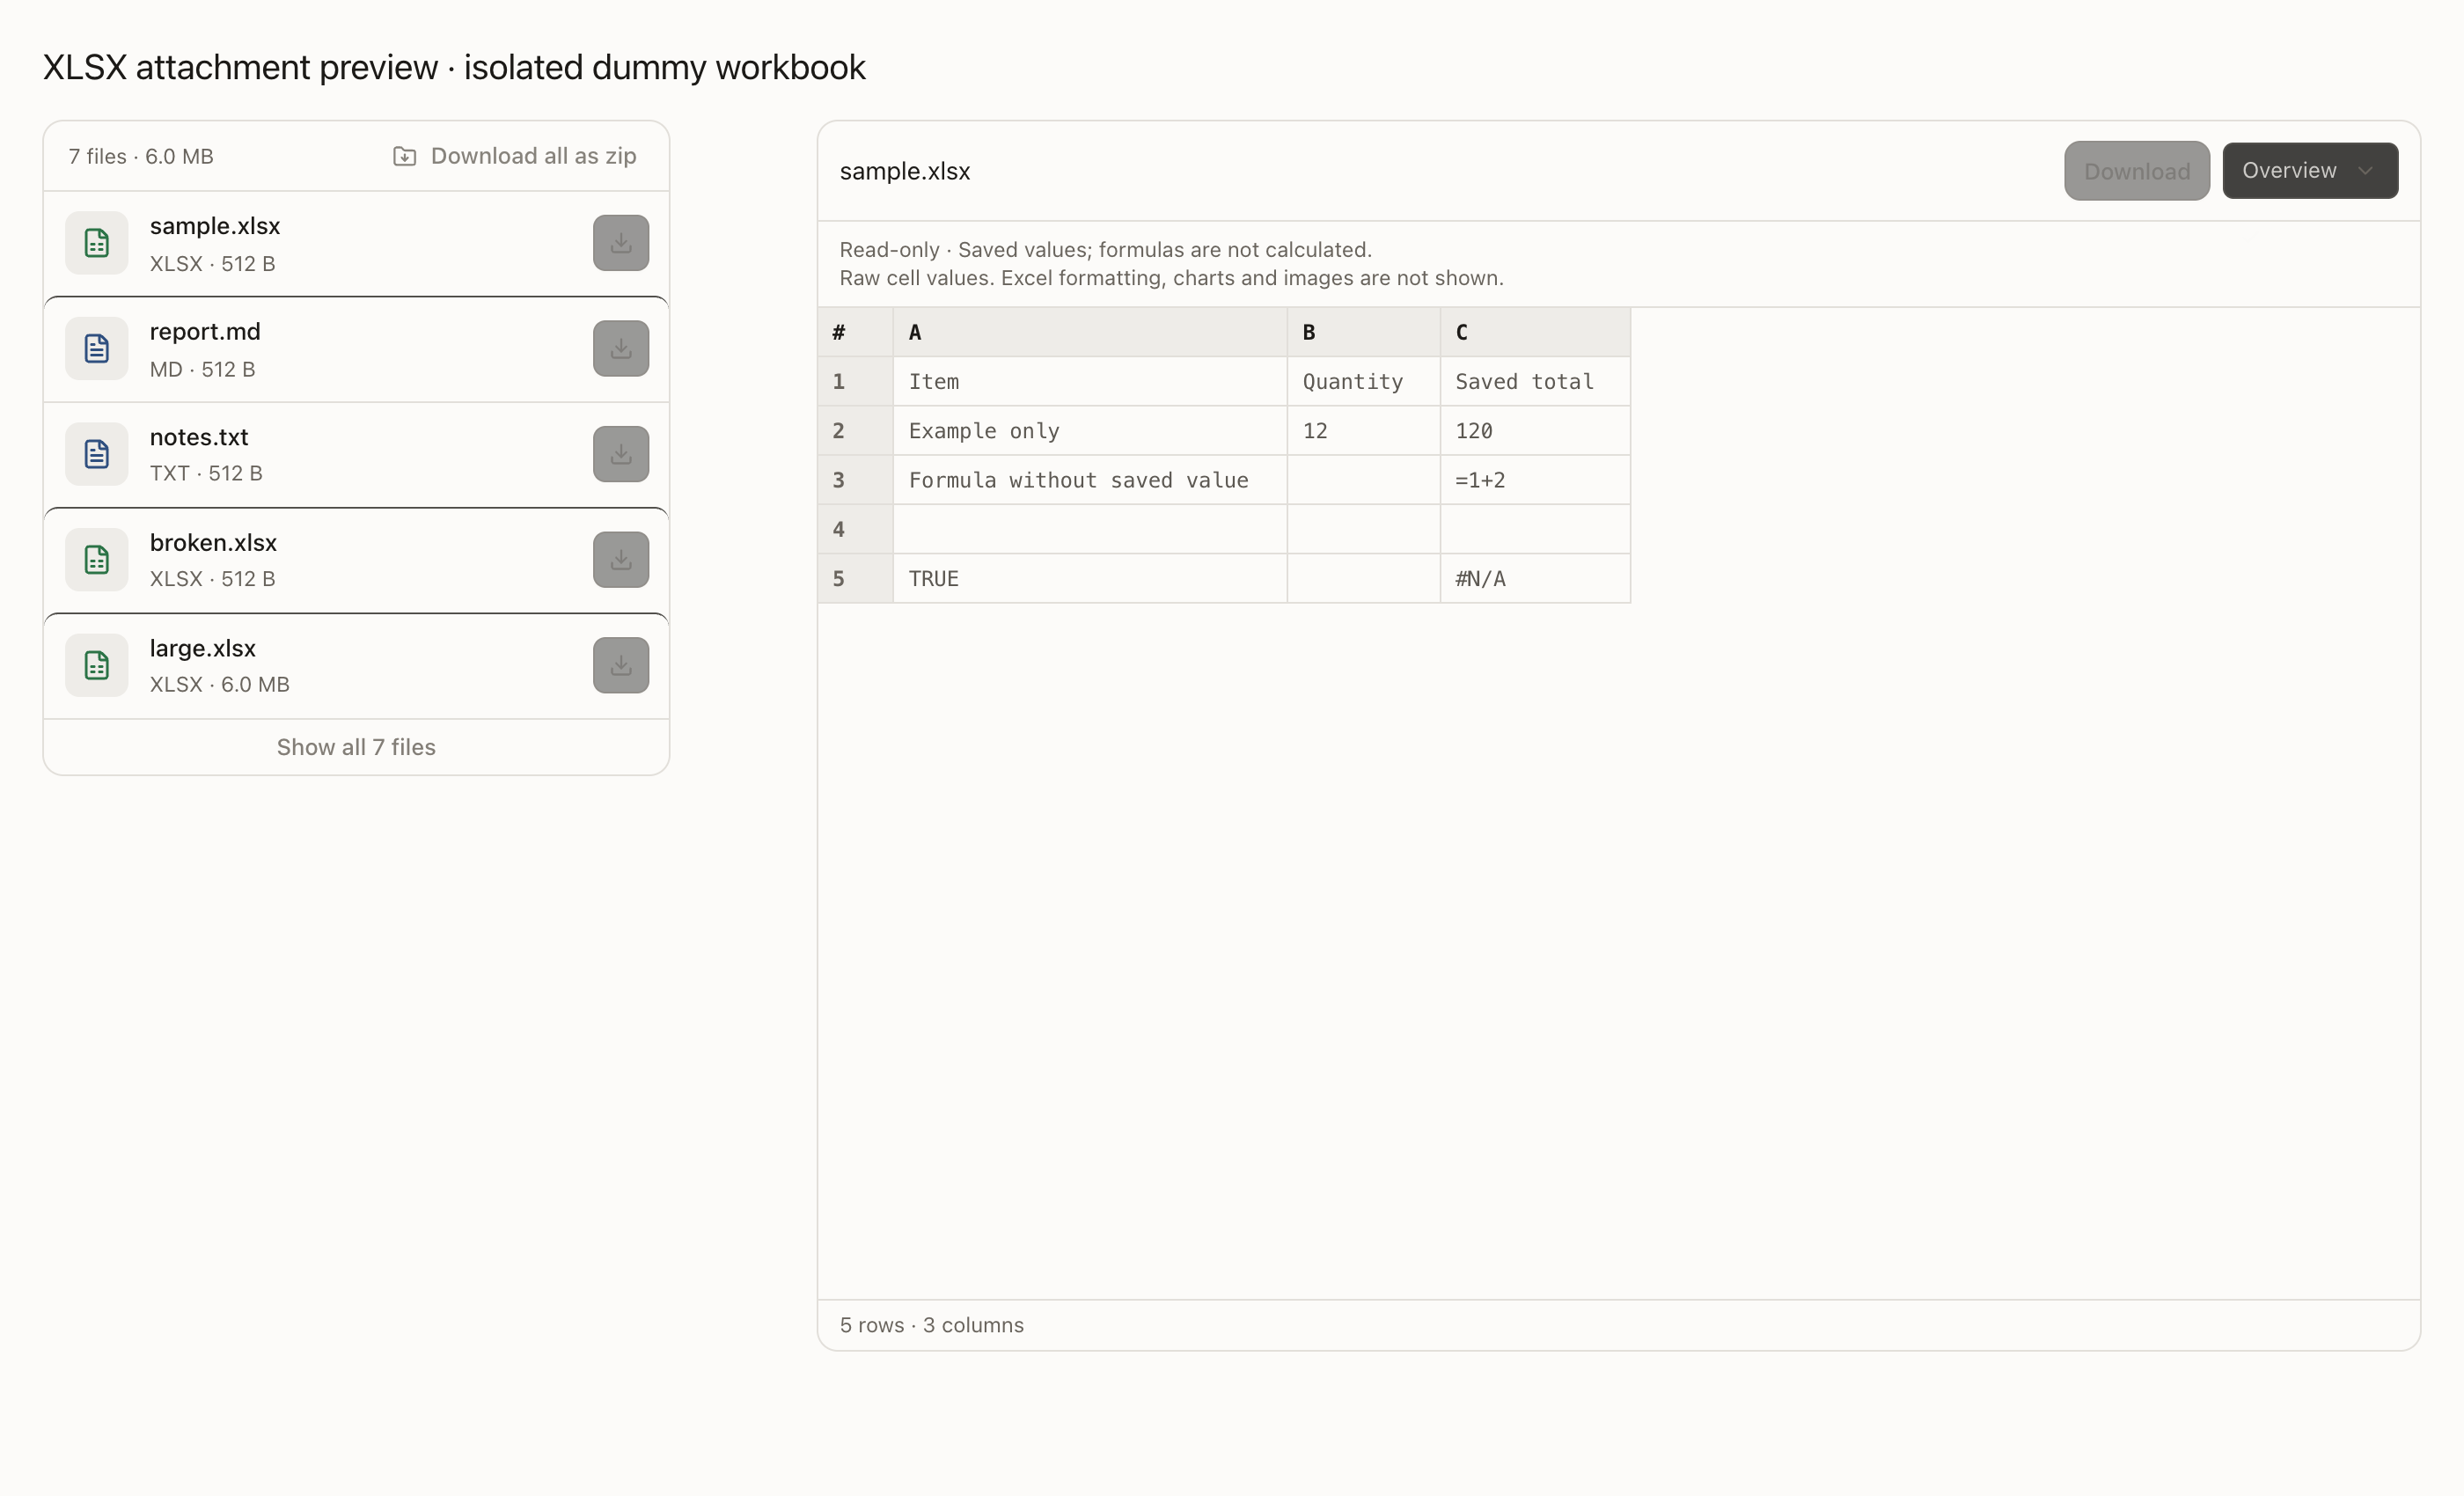 XLSX attachment preview · isolated dummy workbook
7 files · 6.0 MB
Download all as zip
sample.xlsx
XLSX · 512 B
report.md
MD · 512 B
notes.txt
TXT · 512 B
broken.xlsx
XLSX · 512 B
large.xlsx
XLSX · 6.0 MB
Show all 7 files
sample.xlsx
Download
Overview
Read-only · Saved values; formulas are not calculated.
Raw cell values. Excel formatting, charts and images are not shown.
# A B C
1 Item Quantity Saved total
2 Example only 12 120
3 Formula without saved value =1+2
4
5 TRUE #N/A
5 rows · 3 columns